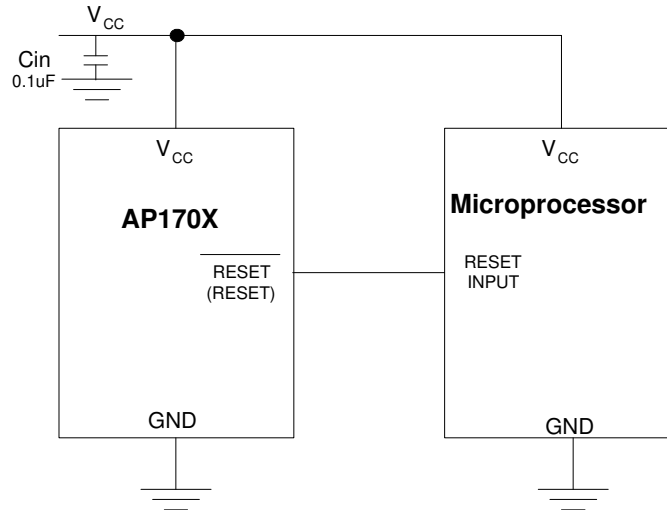 VCC
Cin
0.1uF
VCC
AP170X
RESET
(RESET)
GND
VCC
Microprocessor
RESET
INPUT
GND